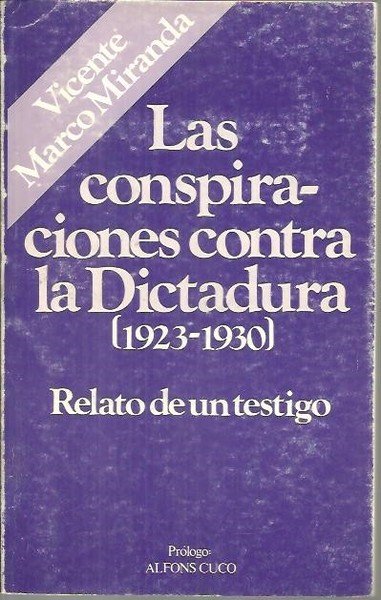 Vicente
Marco Miranda
Las
conspira-
ciones contra
la Dictadura
(1923-1930)
Relato de un testigo
Prólogo:
ALFONS CUCO